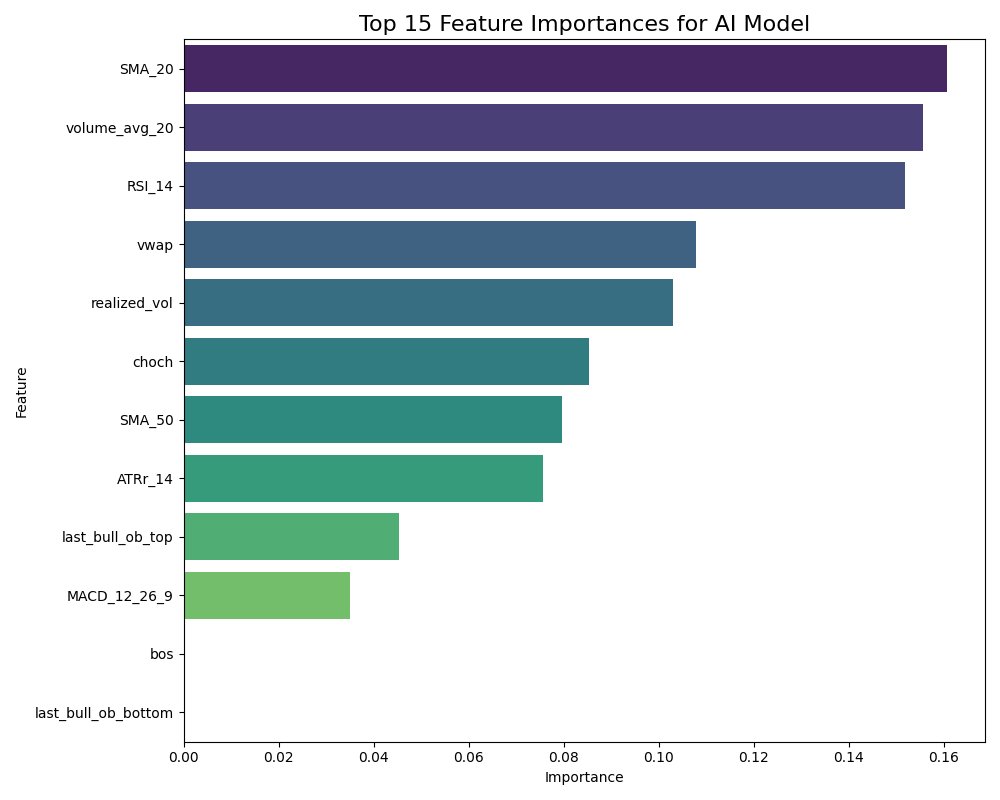 Top 15 Feature Importances for AI Model
SMA_20
volume_avg_20
RSI_14
vwap
realized_vol
choch
SMA_50
ATRr_14
last_bull_ob_top
MACD_12_26_9
bos
last_bull_ob_bottom
Feature
0.00 0.02 0.04 0.06 0.08 0.10 0.12 0.14 0.16
Importance